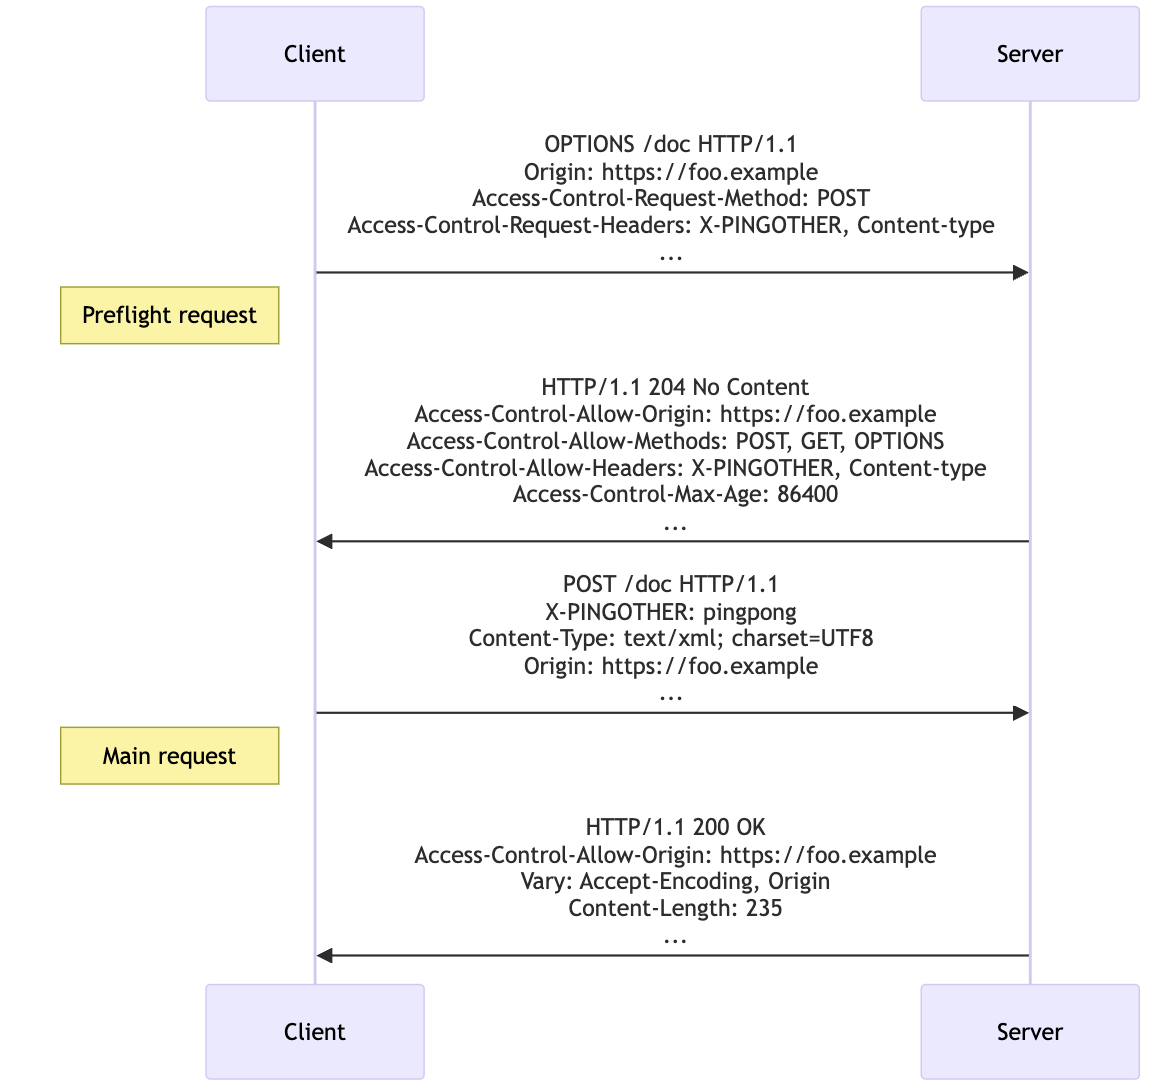 Client
Server
OPTIONS /doc HTTP/1.1
Origin: https://foo.example
Access-Control-Request-Method: POST
Access-Control-Request-Headers: X-PINGOTHER, Content-type
...
Preflight request
HTTP/1.1 204 No Content
Access-Control-Allow-Origin: https://foo.example
Access-Control-Allow-Methods: POST, GET, OPTIONS
Access-Control-Allow-Headers: X-PINGOTHER, Content-type
Access-Control-Max-Age: 86400
...
POST /doc HTTP/1.1
X-PINGOTHER: pingpong
Content-Type: text/xml; charset=UTF8
Origin: https://foo.example
...
Main request
HTTP/1.1 200 OK
Access-Control-Allow-Origin: https://foo.example
Vary: Accept-Encoding, Origin
Content-Length: 235
...
Client
Server